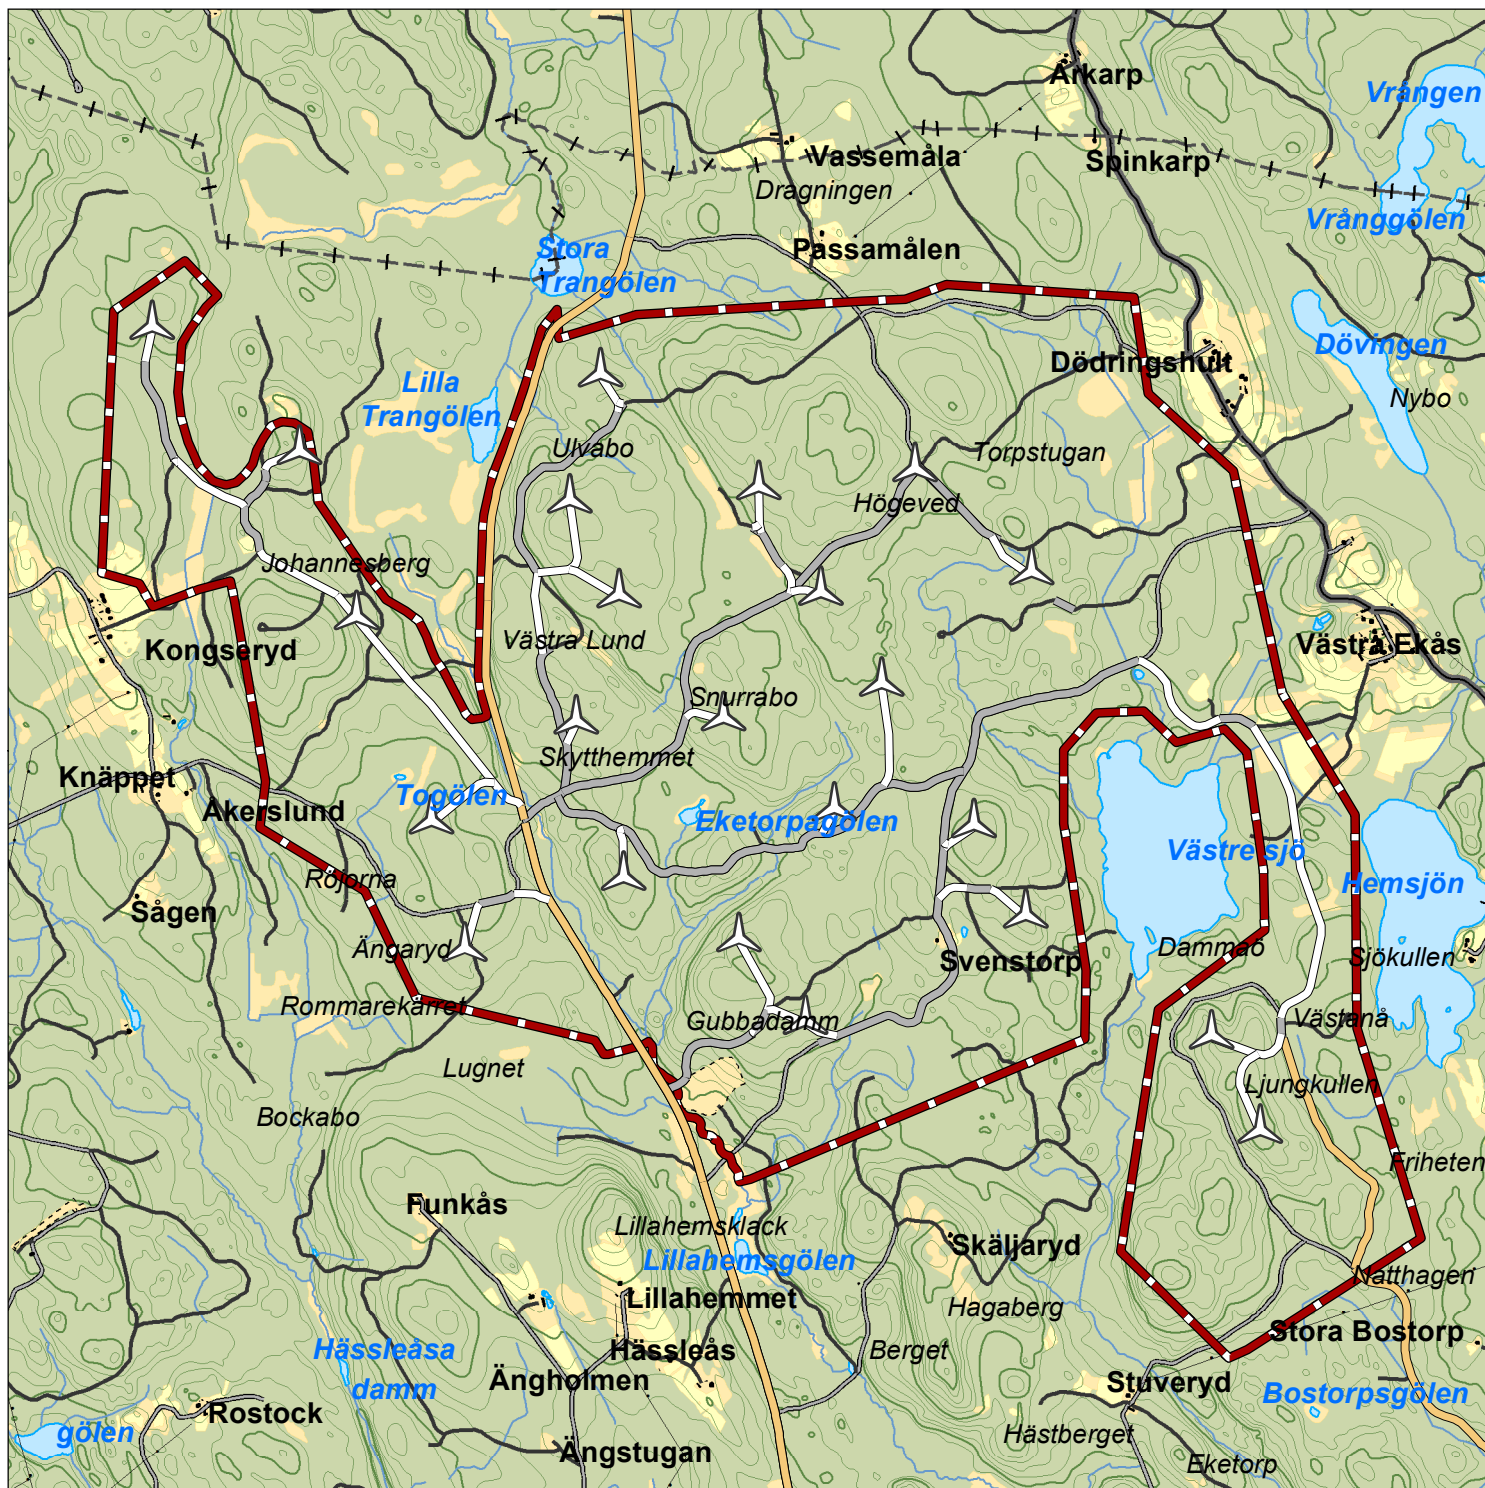 Arkarp
Vrången
Vassemåla
Spinkarp
Dragningen
Vrånggölen
Stora
Trangölen
Passamålen
Dövingen
Dödringshult
Nybo
Lilla
Trangölen
Ulvabo
Torpstugan
Högeved
Johannesberg
Västra Lund
Kongseryd
Västra Ekås
Snurrabo
Skytthemmet
Knäppet
Togölen
Åkerslund
Eketorpagölen
Västre sjö
Röjorna
Hemsjön
Sågen
Ängaryd
Svenstorp
Dammaö
Sjökullen
Rommarekärret
Gubbadamm
Västanå
Lugnet
Ljungkullen
Bockabo
Friheten
Funkås
Lillahemsklack
Skäljaryd
Lillahemsgölen
Natthagen
Lillahemmet
Hagaberg
Stora Bostorp
Hässleåsa
damm
Hässleås
Berget
Ängholmen
Stuveryd
Bostorpsgölen
Rostock
gölen
Hästberget
Ängstugan
Eketorp